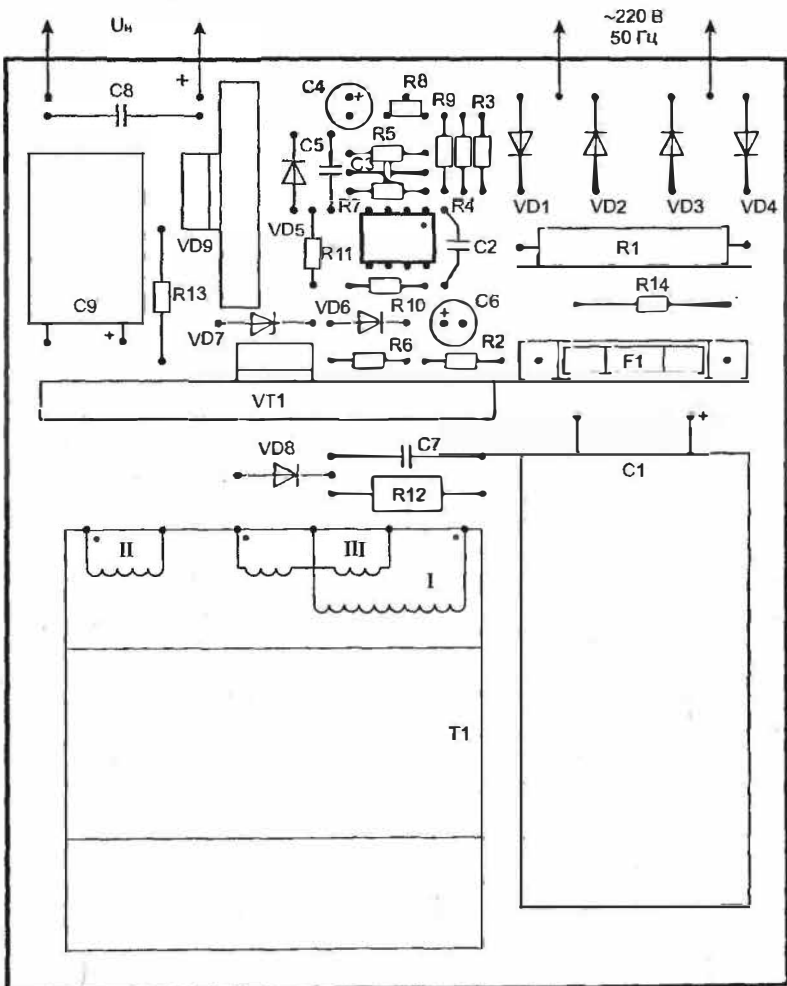 ~220 В
Uн
50 Гц
+
C8
C4
+
R8
R9
R3
C5
R5
C3
R7
R4
VD1
VD2
VD3
VD4
VD9
VD5
R11
C2
R1
R13
C9
+
VD7
VD6
R10
C6
+
R14
R6
R2
F1
VT1
+
VD8
C7
C1
R12
II
III
I
T1